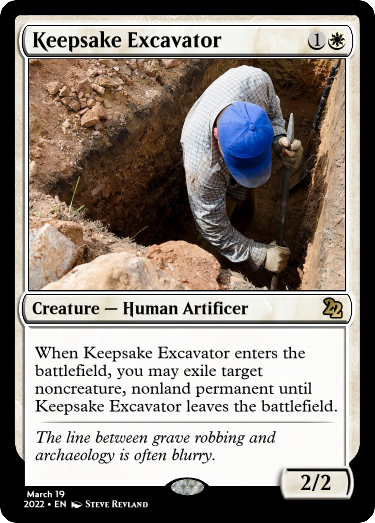 Keepsake Excavator 1
Creature — Human Artificer
When Keepsake Excavator enters the
battlefield, you may exile target
noncreature, nonland permanent until
Keepsake Excavator leaves the battlefield.
The line between grave robbing and
archaeology is often blurry.
2/2
March 19
2022 • EN Steve Revland